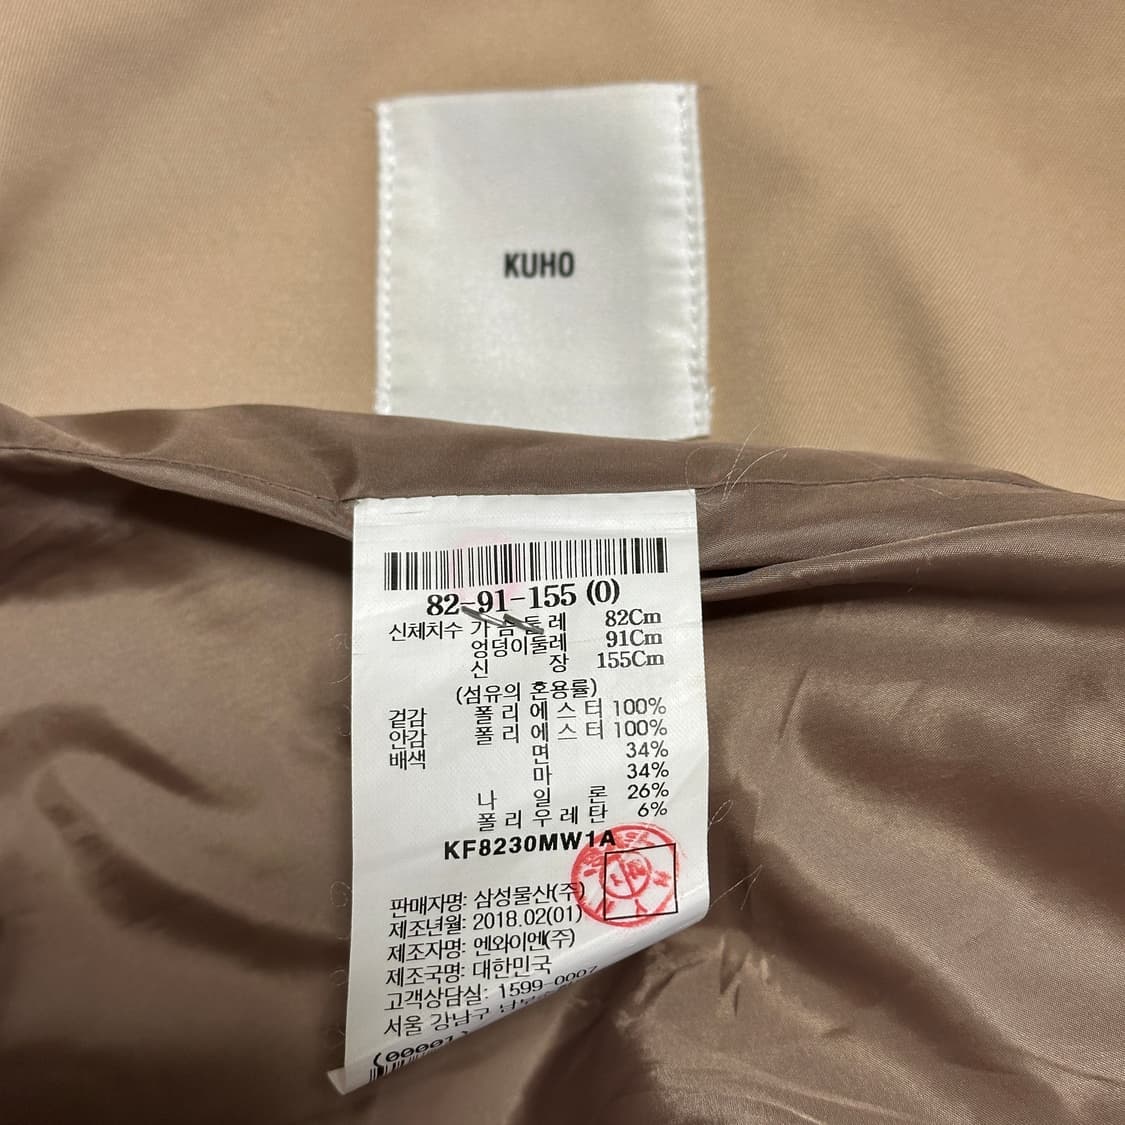 KUHO
82-91-155 (0)
신체치수 가슴둘레 82Cm
엉덩이둘레 91Cm
신 장 155Cm
(섬유의 혼용률)
겉감 폴리에스터 100%
안감 폴리에스터 100%
배색 면 34%
마 34%
나일론 26%
폴리우레탄 6%
KF8230MW1A
판매자명: 삼성물산(주)
제조년월: 2018.02(01)
제조자명: 엔와이엔(주)
제조국명: 대한민국
고객상담실: 1599-0007
서울 강남구
(00001)